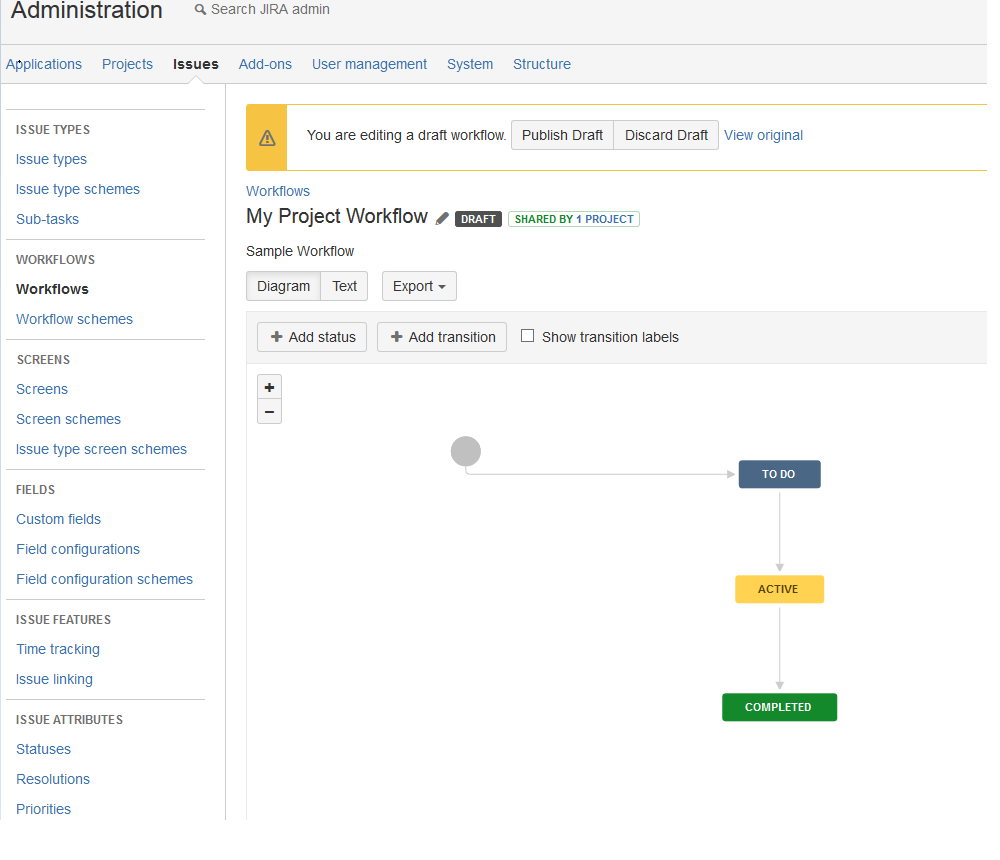 Administration
Search JIRA admin
Applications Projects Issues Add-ons User management System Structure
ISSUE TYPES
Issue types
Issue type schemes
Sub-tasks
WORKFLOWS
Workflows
Workflow schemes
SCREENS
Screens
Screen schemes
Issue type screen schemes
FIELDS
Custom fields
Field configurations
Field configuration schemes
ISSUE FEATURES
Time tracking
Issue linking
ISSUE ATTRIBUTES
Statuses
Resolutions
Priorities
You are editing a draft workflow. Publish Draft Discard Draft View original
Workflows
My Project Workflow DRAFT SHARED BY 1 PROJECT
Sample Workflow
Diagram Text Export
+ Add status + Add transition Show transition labels
+
−
TO DO
ACTIVE
COMPLETED